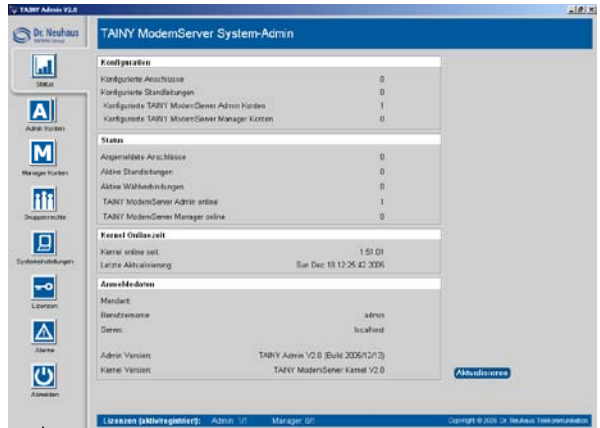 TAINY Admin V2.0
Dr. Neuhaus
TAINY ModemServer System-Admin
Status
Admin Konten
Manager Konten
Gruppenrechte
Systemeinstellungen
Lizenzen
Alarme
Abmelden
Konfiguration
Konfigurierte Anschlüsse 0
Konfigurierte Standleitungen 0
Konfigurierte TAINY ModemServer Admin Konten 1
Konfigurierte TAINY ModemServer Manager Konten 0
Status
Angemeldete Anschlüsse 0
Aktive Standleitungen 0
Aktive Wählverbindungen 0
TAINY ModemServer Admin online 1
TAINY ModemServer Manager online 0
Kernel Onlinezeit
Kernel online seit: 1:51:01
Letzte Aktualisierung: Dec 18 12:25:42 2006
Anmeldedaten
Mandant:
Benutzername admin
Server: localhost
Admin Version: TAINY Admin V2.0 (Build 2006/12/13)
Kernel Version: TAINY ModemServer Kernel V2.0
Aktualisieren
Lizenzen (aktiv/registriert): Admin: 1/1 Manager: 0/1
Copyright © 2006 Dr. Neuhaus Telekommunikation